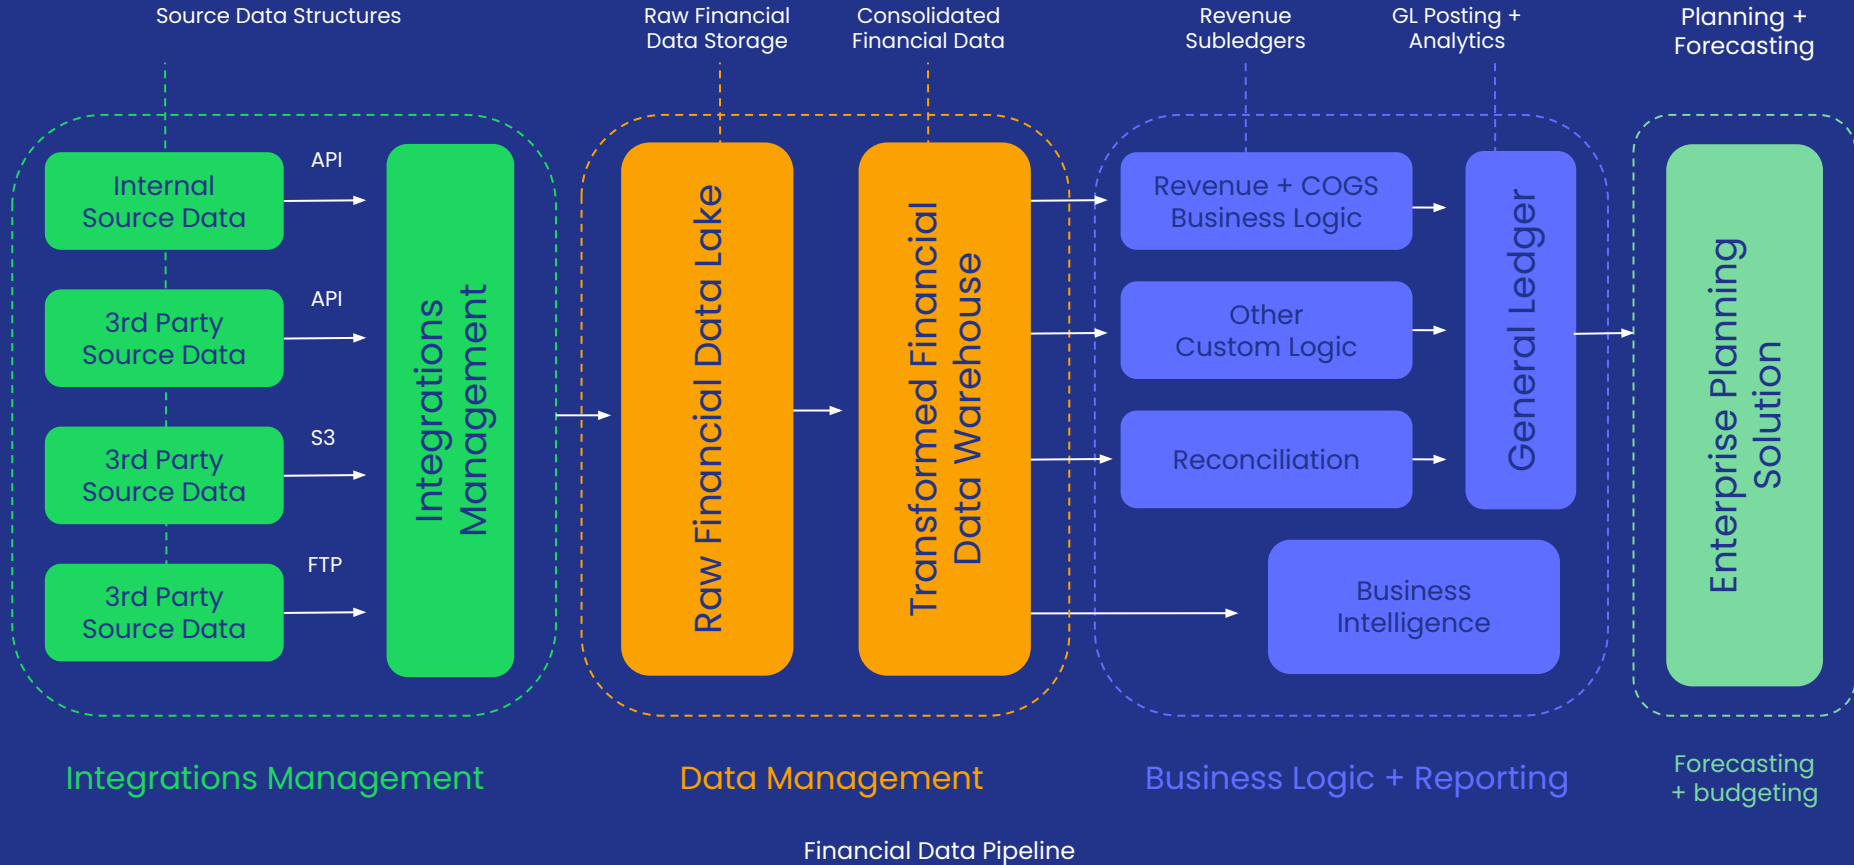 Source Data Structures
Raw Financial
Data Storage
Consolidated
Financial Data
Revenue
Subledgers
GL Posting +
Analytics
Planning +
Forecasting
Internal
Source Data
API
3rd Party
Source Data
API
3rd Party
Source Data
S3
3rd Party
Source Data
FTP
Integrations
Management
Raw Financial Data Lake
Transformed Financial
Data Warehouse
Revenue + COGS
Business Logic
Other
Custom Logic
Reconciliation
Business
Intelligence
General Ledger
Enterprise Planning
Solution
Integrations Management
Data Management
Business Logic + Reporting
Forecasting
+ budgeting
Financial Data Pipeline